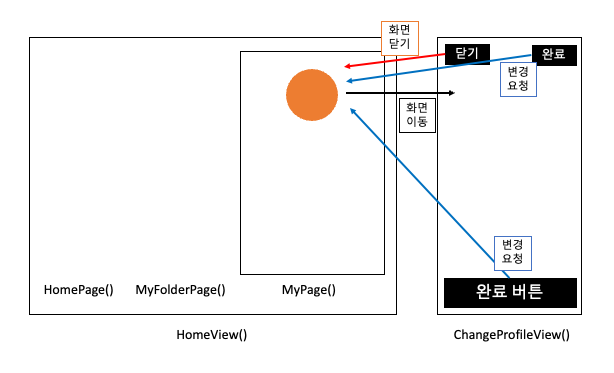 화면
닫기
닫기
완료
변경
요청
화면
이동
변경
요청
완료 버튼
HomePage()
MyFolderPage()
MyPage()
HomeView()
ChangeProfileView()